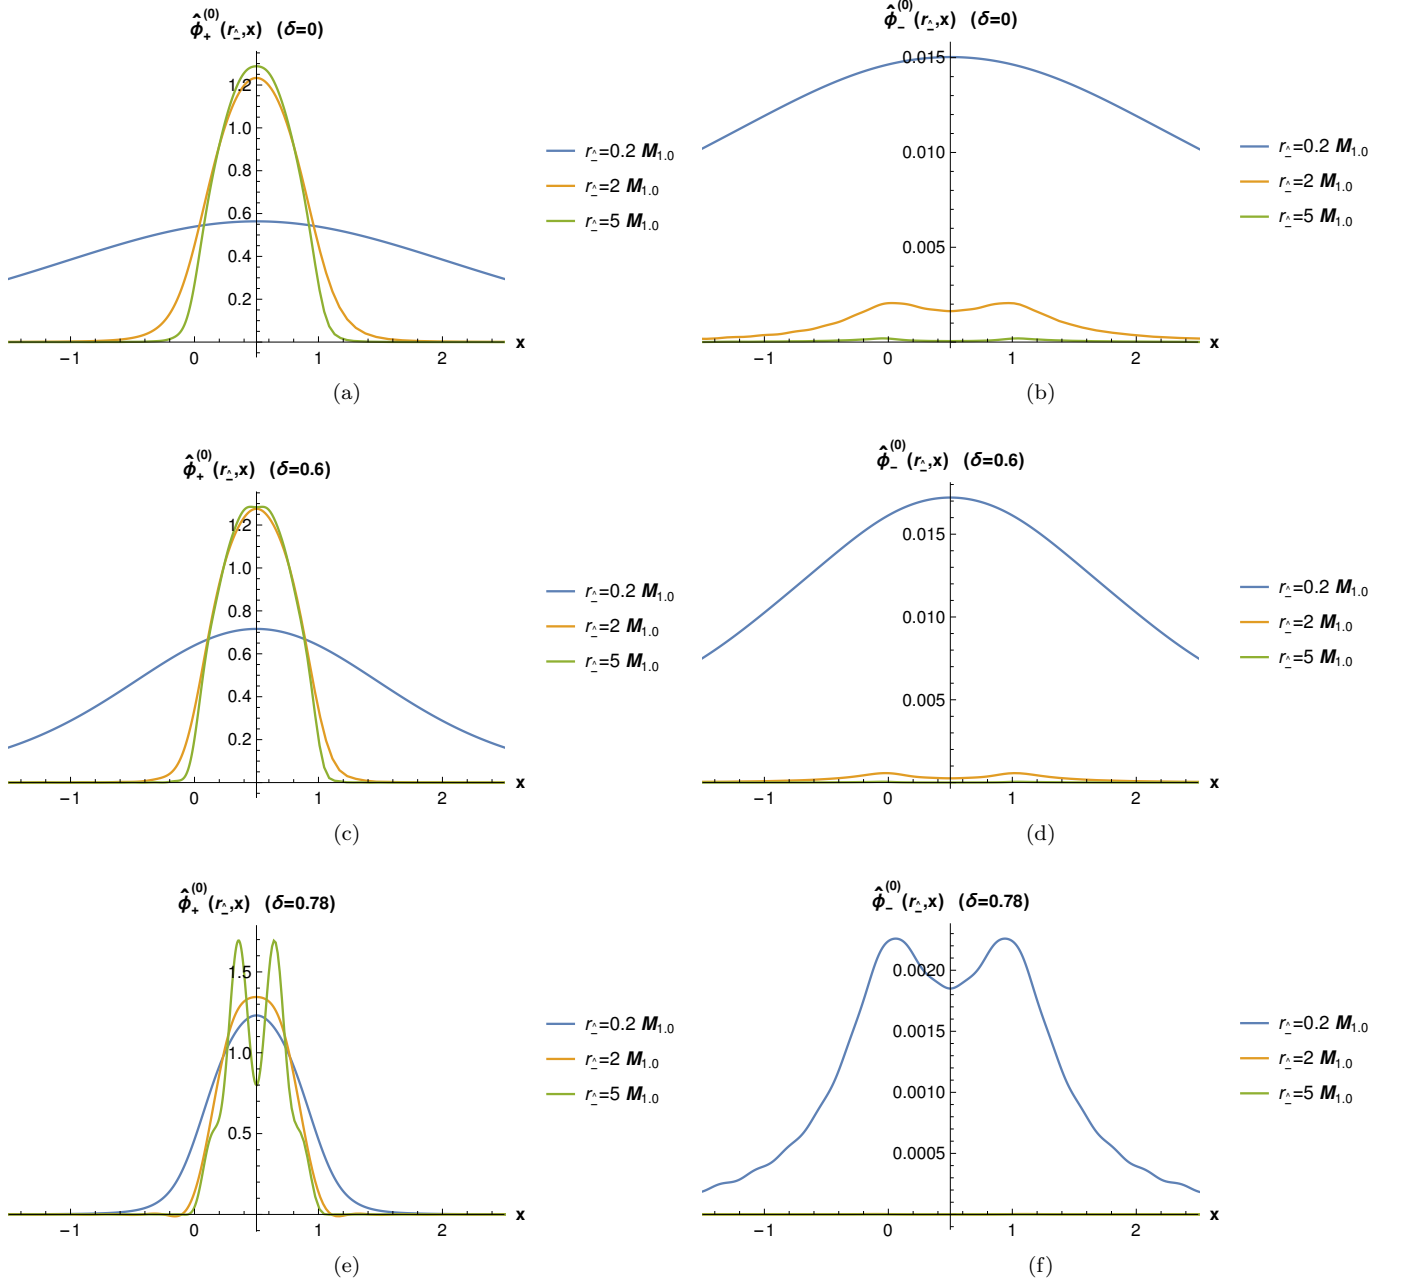 ϕ̂₊⁽⁰⁾(r₋̂,x) (δ=0)
1.2
1.0
0.8
0.6
0.4
0.2
−1 0 1 2 x
r₋̂=0.2 M₁.₀
r₋̂=2 M₁.₀
r₋̂=5 M₁.₀
(a)
ϕ̂₋⁽⁰⁾(r₋̂,x) (δ=0)
0.015
0.010
0.005
−1 0 1 2 x
r₋̂=0.2 M₁.₀
r₋̂=2 M₁.₀
r₋̂=5 M₁.₀
(b)
ϕ̂₊⁽⁰⁾(r₋̂,x) (δ=0.6)
1.2
1.0
0.8
0.6
0.4
0.2
−1 0 1 2 x
r₋̂=0.2 M₁.₀
r₋̂=2 M₁.₀
r₋̂=5 M₁.₀
(c)
ϕ̂₋⁽⁰⁾(r₋̂,x) (δ=0.6)
0.015
0.010
0.005
−1 0 1 2 x
r₋̂=0.2 M₁.₀
r₋̂=2 M₁.₀
r₋̂=5 M₁.₀
(d)
ϕ̂₊⁽⁰⁾(r₋̂,x) (δ=0.78)
1.5
1.0
0.5
−1 0 1 2 x
r₋̂=0.2 M₁.₀
r₋̂=2 M₁.₀
r₋̂=5 M₁.₀
(e)
ϕ̂₋⁽⁰⁾(r₋̂,x) (δ=0.78)
0.0020
0.0015
0.0010
0.0005
−1 0 1 2 x
r₋̂=0.2 M₁.₀
r₋̂=2 M₁.₀
r₋̂=5 M₁.₀
(f)